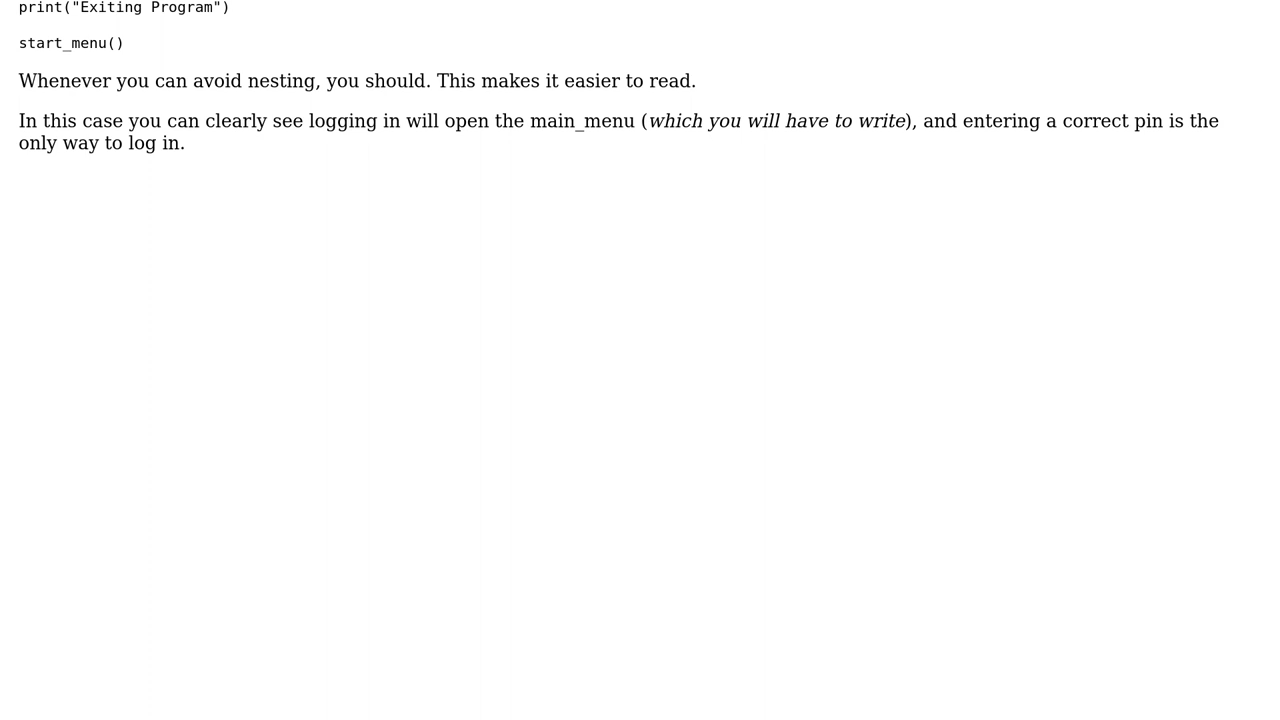 print("Exiting Program")
start_menu()
Whenever you can avoid nesting, you should. This makes it easier to read.
In this case you can clearly see logging in will open the main_menu (which you will have to write), and entering a correct pin is the
only way to log in.